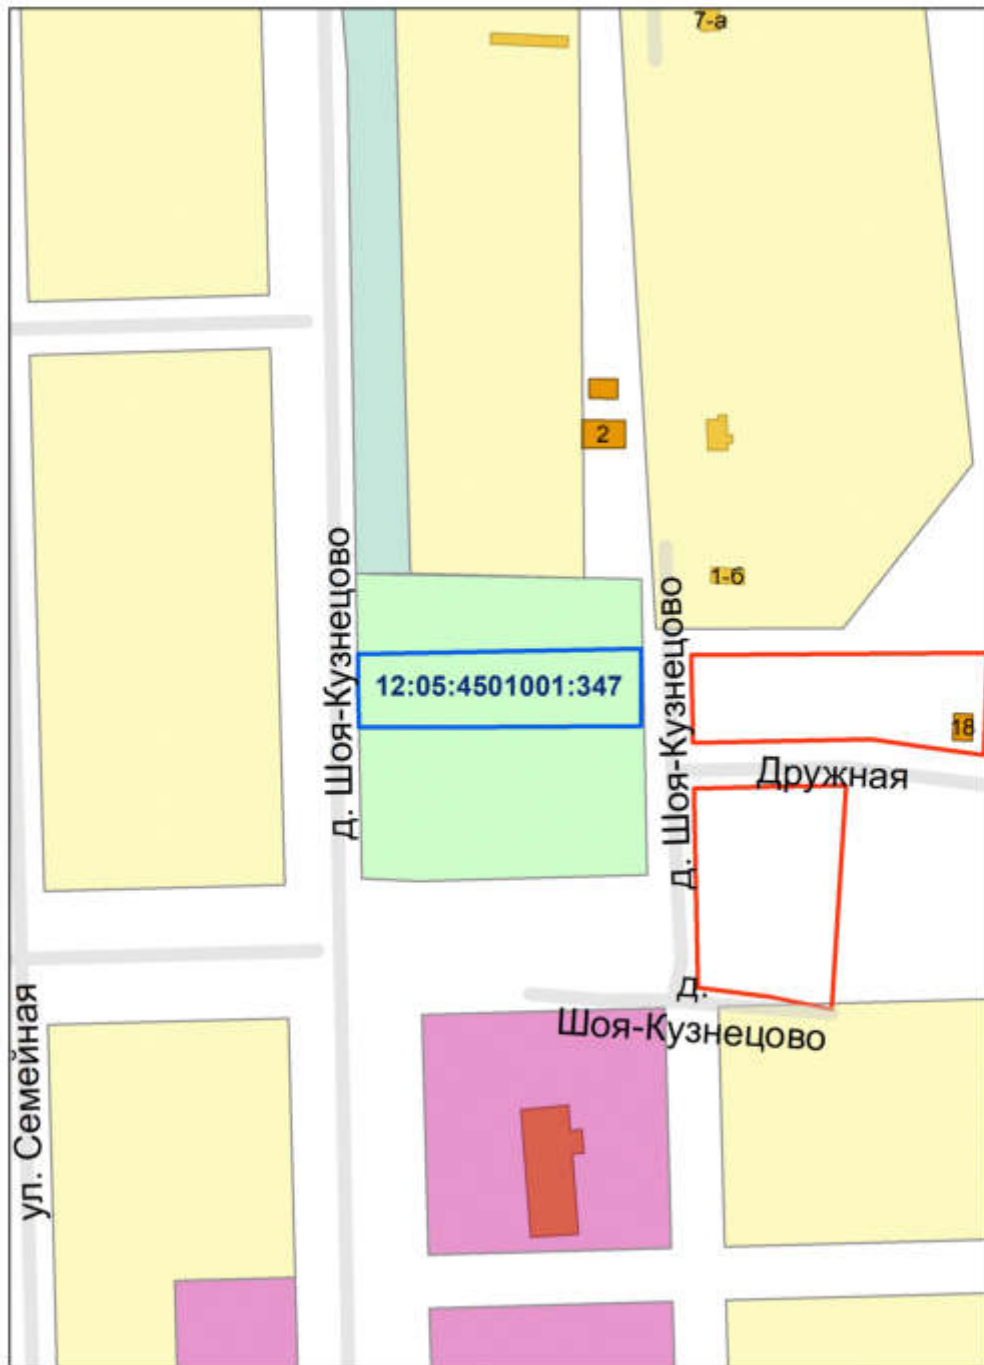 7-а
2
д. Шоя-Кузнецово
1-б
д. Шоя-Кузнецово
12:05:4501001:347
18
Дружная
д.
Шоя-Кузнецово
ул. Семейная